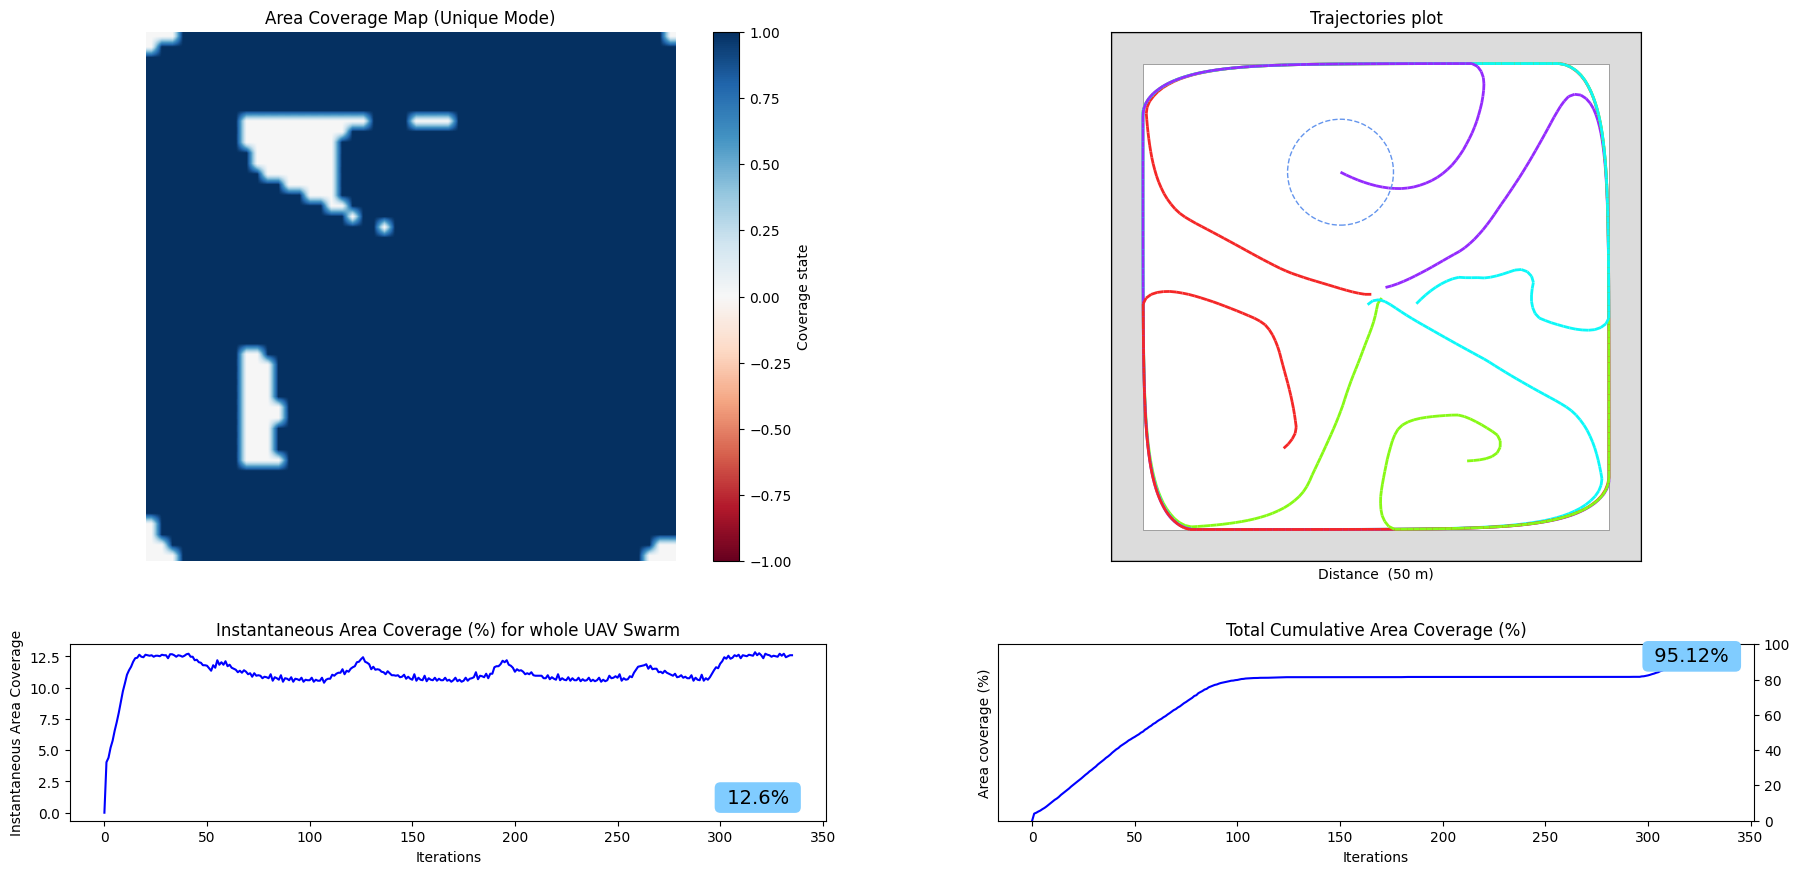 Area Coverage Map (Unique Mode)
1.00
0.75
0.50
0.25
0.00
−0.25
−0.50
−0.75
−1.00
Coverage state
Trajectories plot
Distance  (50 m)
Instantaneous Area Coverage (%) for whole UAV Swarm
Instantaneous Area Coverage
12.5
10.0
7.5
5.0
2.5
0.0
12.6%
0 50 100 150 200 250 300 350
Iterations
Total Cumulative Area Coverage (%)
Area coverage (%)
95.12%
100
80
60
40
20
0
0 50 100 150 200 250 300 350
Iterations